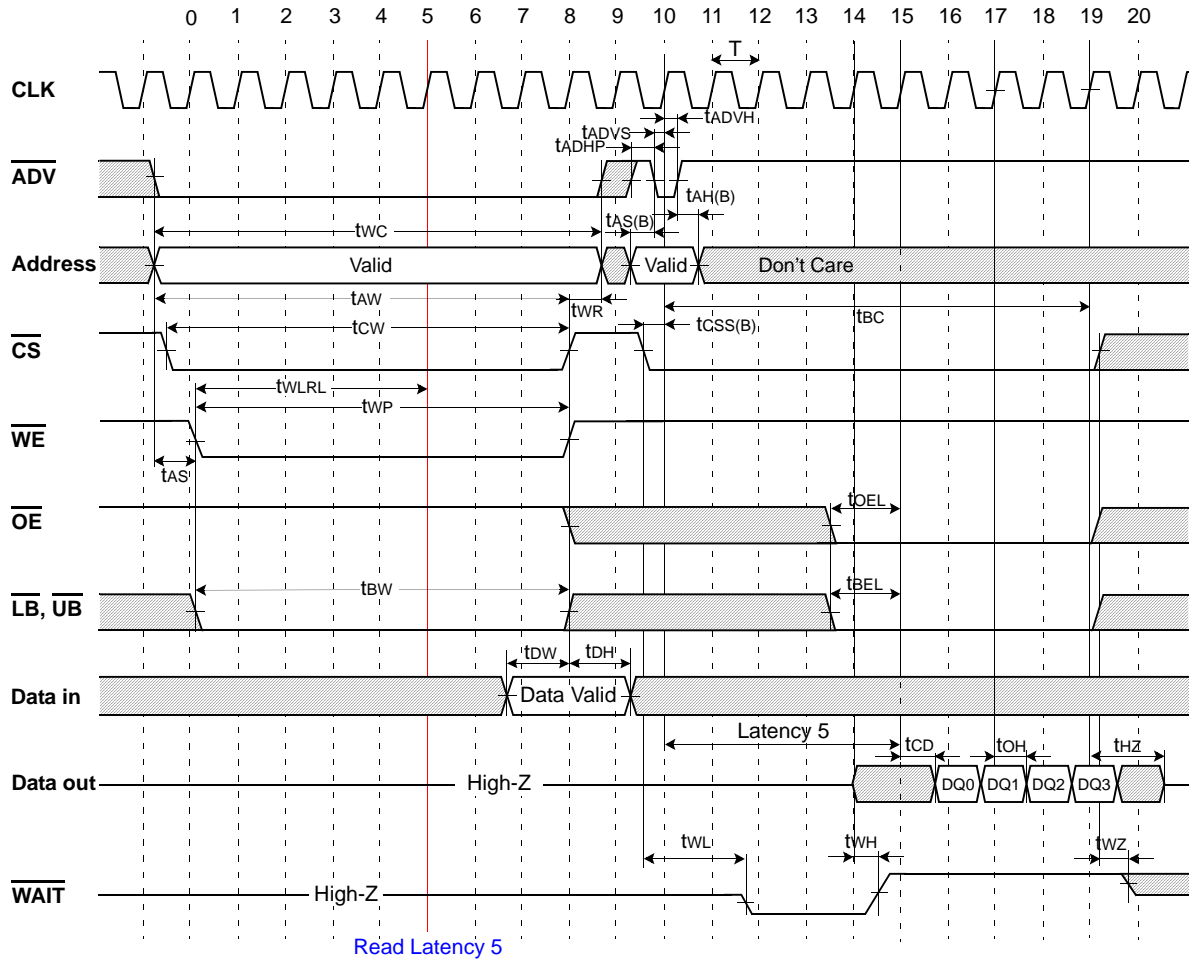 0 1 2 3 4 5 6 7 8 9 10 11 12 13 14 15 16 17 18 19 20
T
CLK
tADVH
tADVS
tADHP
ADV
tAH(B)
tAS(B)
tWC
Address Valid Valid Don't Care
tAW tWR
tCW tCSS(B) tBC
CS
tWLRL
tWP
WE
tAS
tOEL
OE
tBW tBEL
LB, UB
tDW tDH
Data in Data Valid
Latency 5
tCD tOH tHZ
Data out High-Z DQ0 DQ1 DQ2 DQ3
tWL tWH tWZ
WAIT High-Z
Read Latency 5